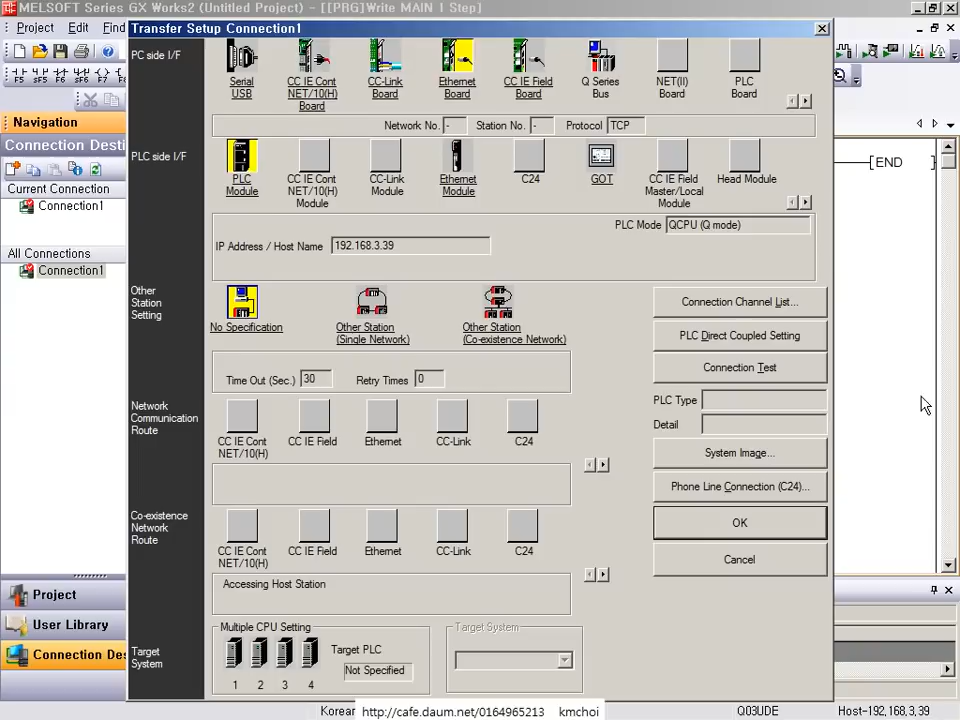 MELSOFT Series GX Works2 (Untitled Project) - [[PRG]Write MAIN 1 Step]
Project Edit Find
Transfer Setup Connection1
PC side I/F
Serial
USB
CC IE Cont
NET/10(H)
Board
CC-Link
Board
Ethernet
Board
CC IE Field
Board
Q Series
Bus
NET(II)
Board
PLC
Board
Network No. -
Station No. -
Protocol TCP
Navigation
Connection Desti
Current Connection
Connection1
All Connections
Connection1
PLC side I/F
PLC
Module
CC IE Cont
NET/10(H)
Module
CC-Link
Module
Ethernet
Module
C24
GOT
CC IE Field
Master/Local
Module
Head Module
PLC Mode QCPU (Q mode)
IP Address / Host Name 192.168.3.39
END
Other
Station
Setting
No Specification
Other Station
(Single Network)
Other Station
(Co-existence Network)
Time Out (Sec.) 30
Retry Times 0
Connection Channel List...
PLC Direct Coupled Setting
Connection Test
PLC Type
Detail
System Image...
Phone Line Connection (C24)...
OK
Cancel
Network
Communication
Route
CC IE Cont
NET/10(H)
CC IE Field
Ethernet
CC-Link
C24
Co-existence
Network
Route
CC IE Cont
NET/10(H)
CC IE Field
Ethernet
CC-Link
C24
Accessing Host Station
Target
System
Multiple CPU Setting
1 2 3 4
Target PLC
Not Specified
Target System
Project
User Library
Connection Des
Korean
http://cafe.daum.net/0164965213 kmchoi
Q03UDE
Host-192,168,3,39